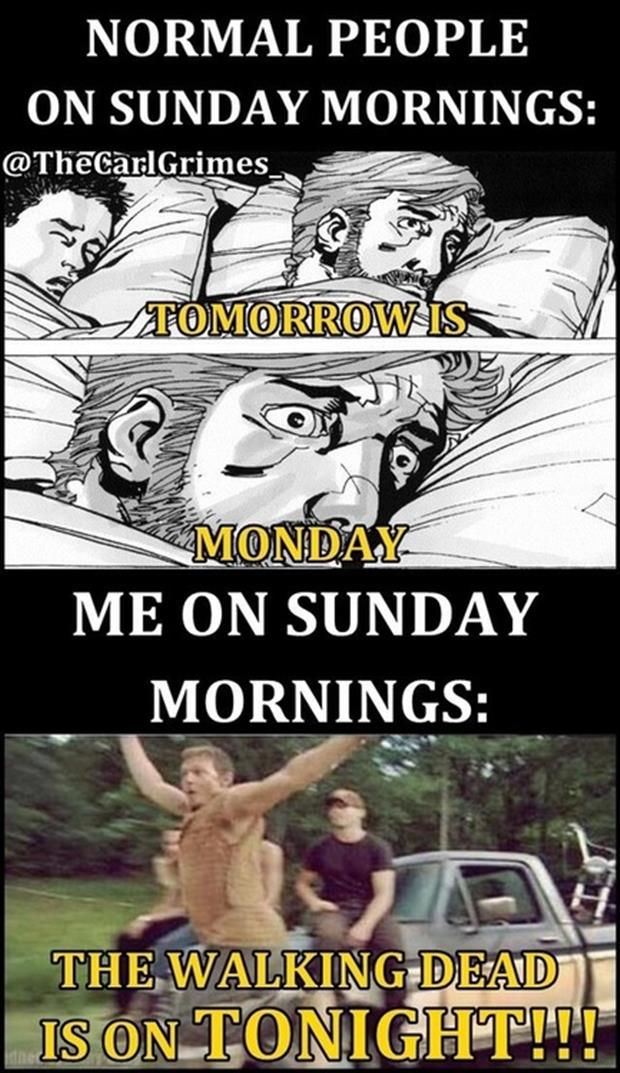 NORMAL PEOPLE
ON SUNDAY MORNINGS:
@TheCarlGrimes_
TOMORROW IS
MONDAY
ME ON SUNDAY
MORNINGS:
THE WALKING DEAD
IS ON TONIGHT!!!